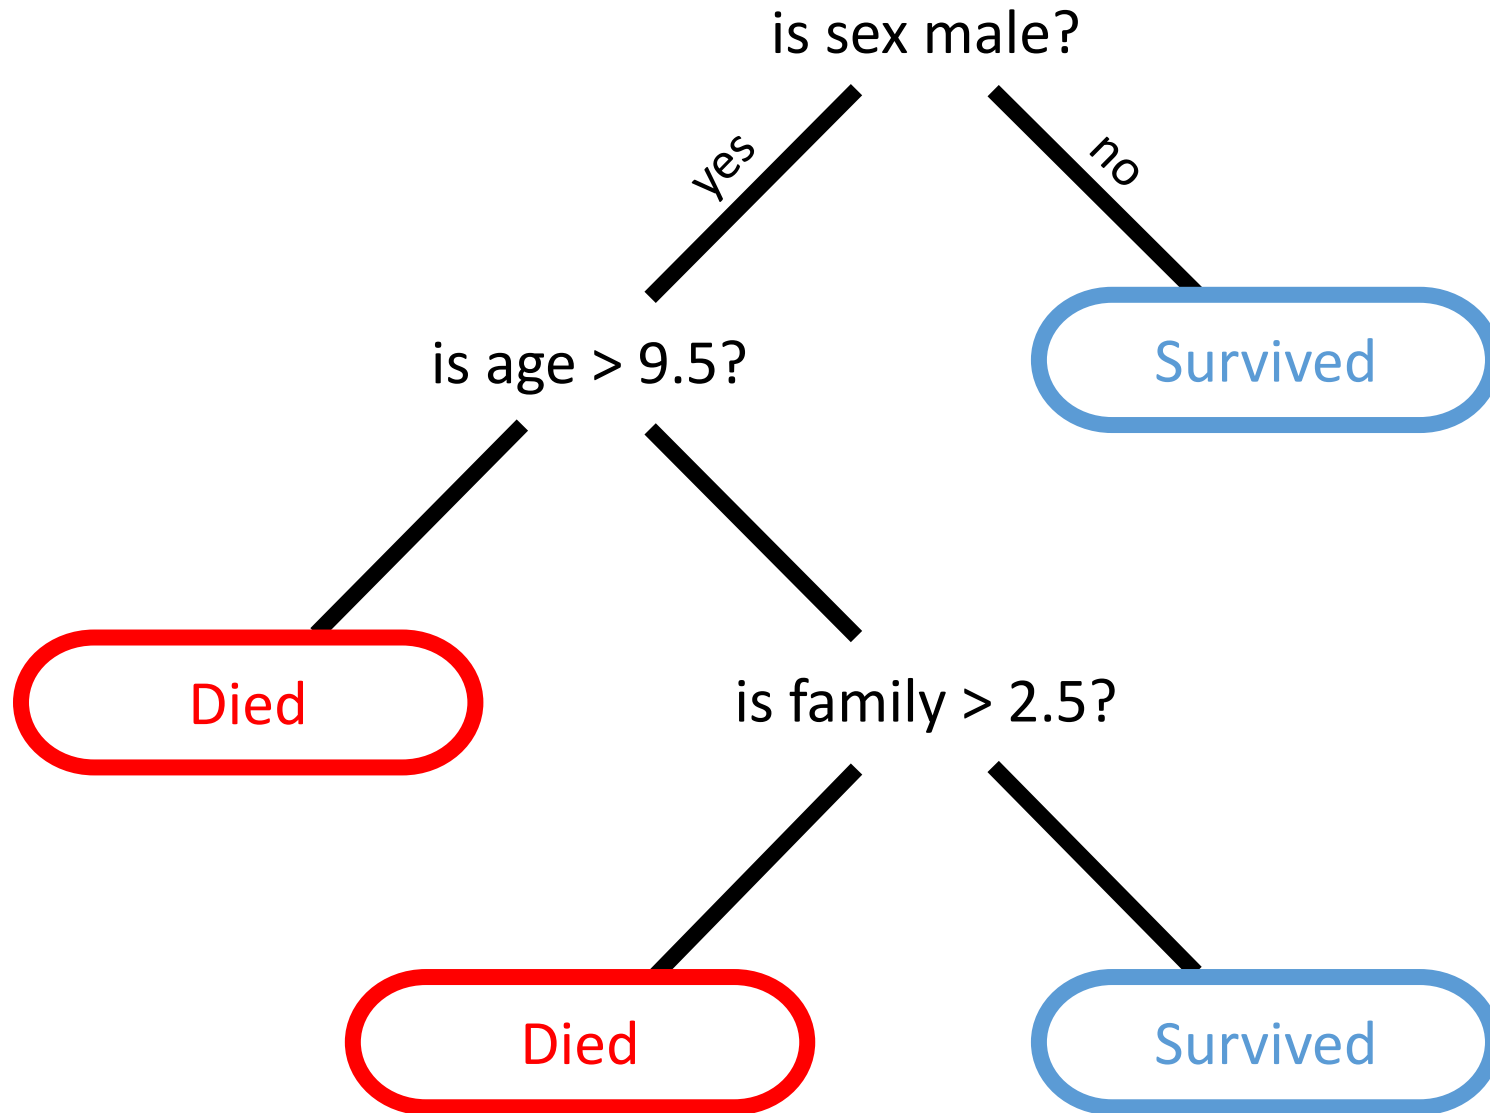 is sex male?
yes
no
is age > 9.5?
Survived
Died
is family > 2.5?
Died
Survived